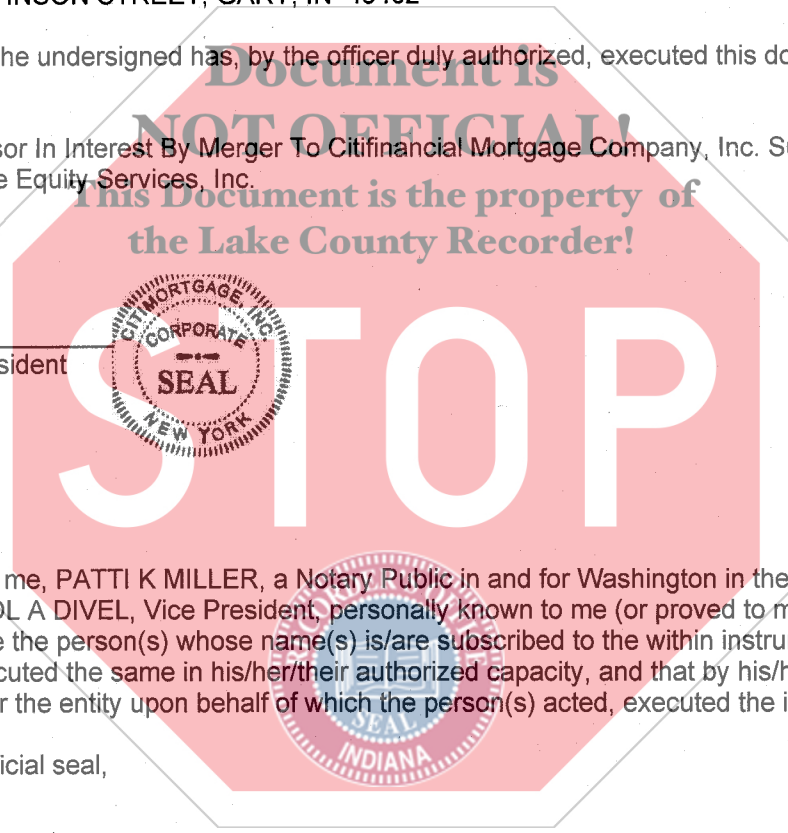 INSON STREET, GARY, IN
he undersigned has, by the officer duly authorized, executed this do
Document is
NOT OFFICIAL!
sor In Interest By Merger To Citifinancial Mortgage Company, Inc. Su
e Equity Services, Inc.
This Document is the property of
the Lake County Recorder!
CITIMORTGAGE, INC.
CORPORATE
SEAL
NEW YORK
sident
STOP
me, PATTI K MILLER, a Notary Public in and for Washington in the
OL A DIVEL, Vice President, personally known to me (or proved to m
e the person(s) whose name(s) is/are subscribed to the within instru
cuted the same in his/her/their authorized capacity, and that by his/h
r the entity upon behalf of which the person(s) acted, executed the i
SEAL
INDIANA
icial seal,